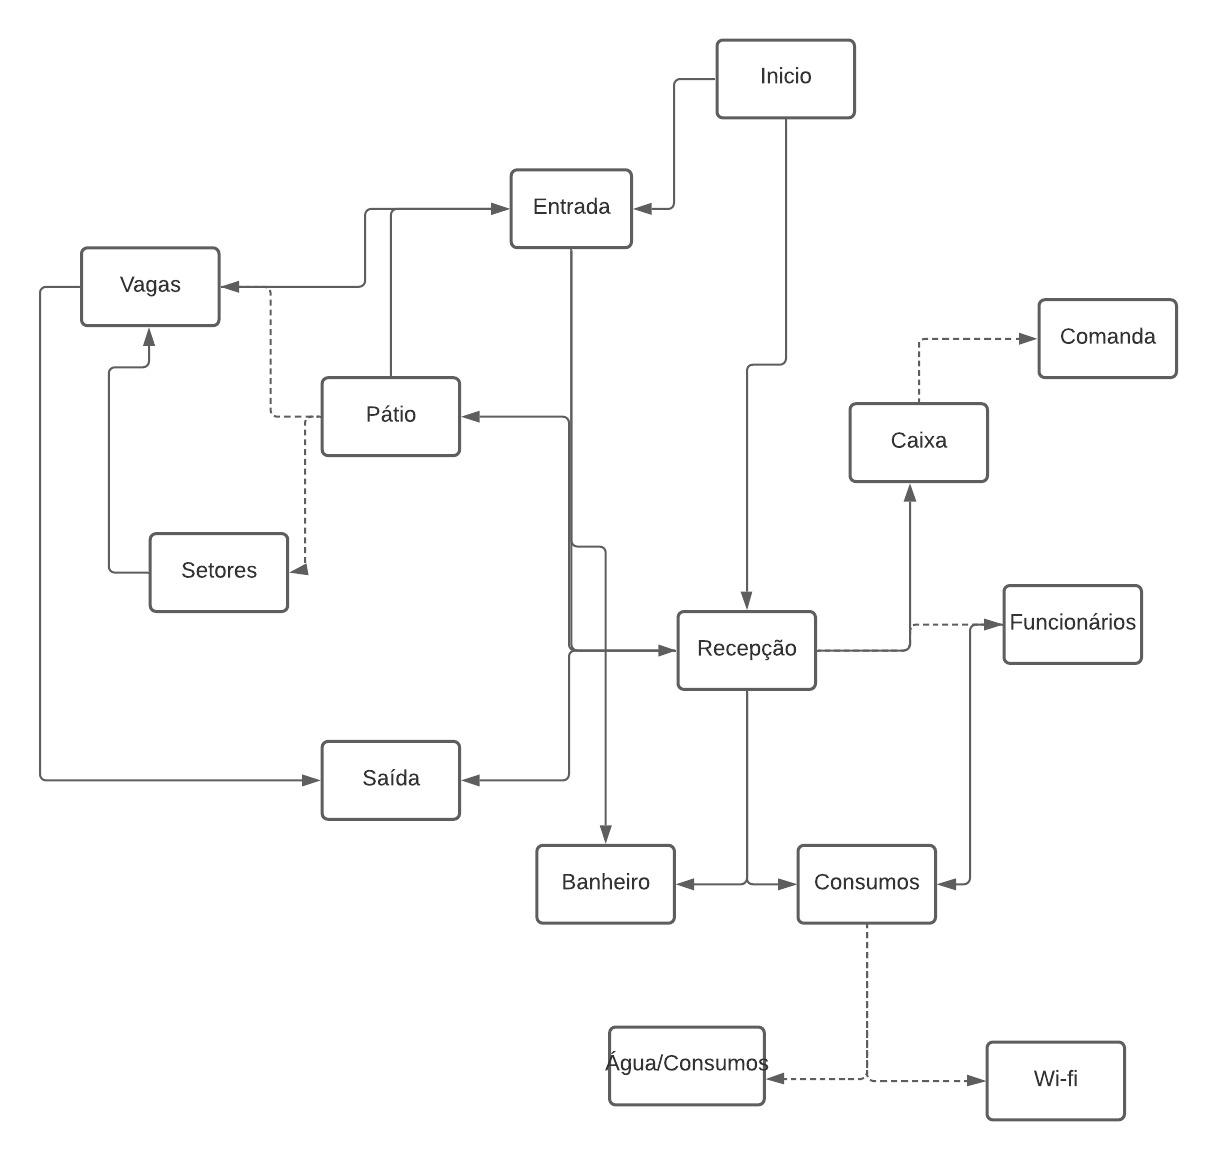 Inicio
Entrada
Vagas
Comanda
Pátio
Caixa
Setores
Funcionários
Recepção
Saída
Banheiro
Consumos
Água/Consumos
Wi-fi